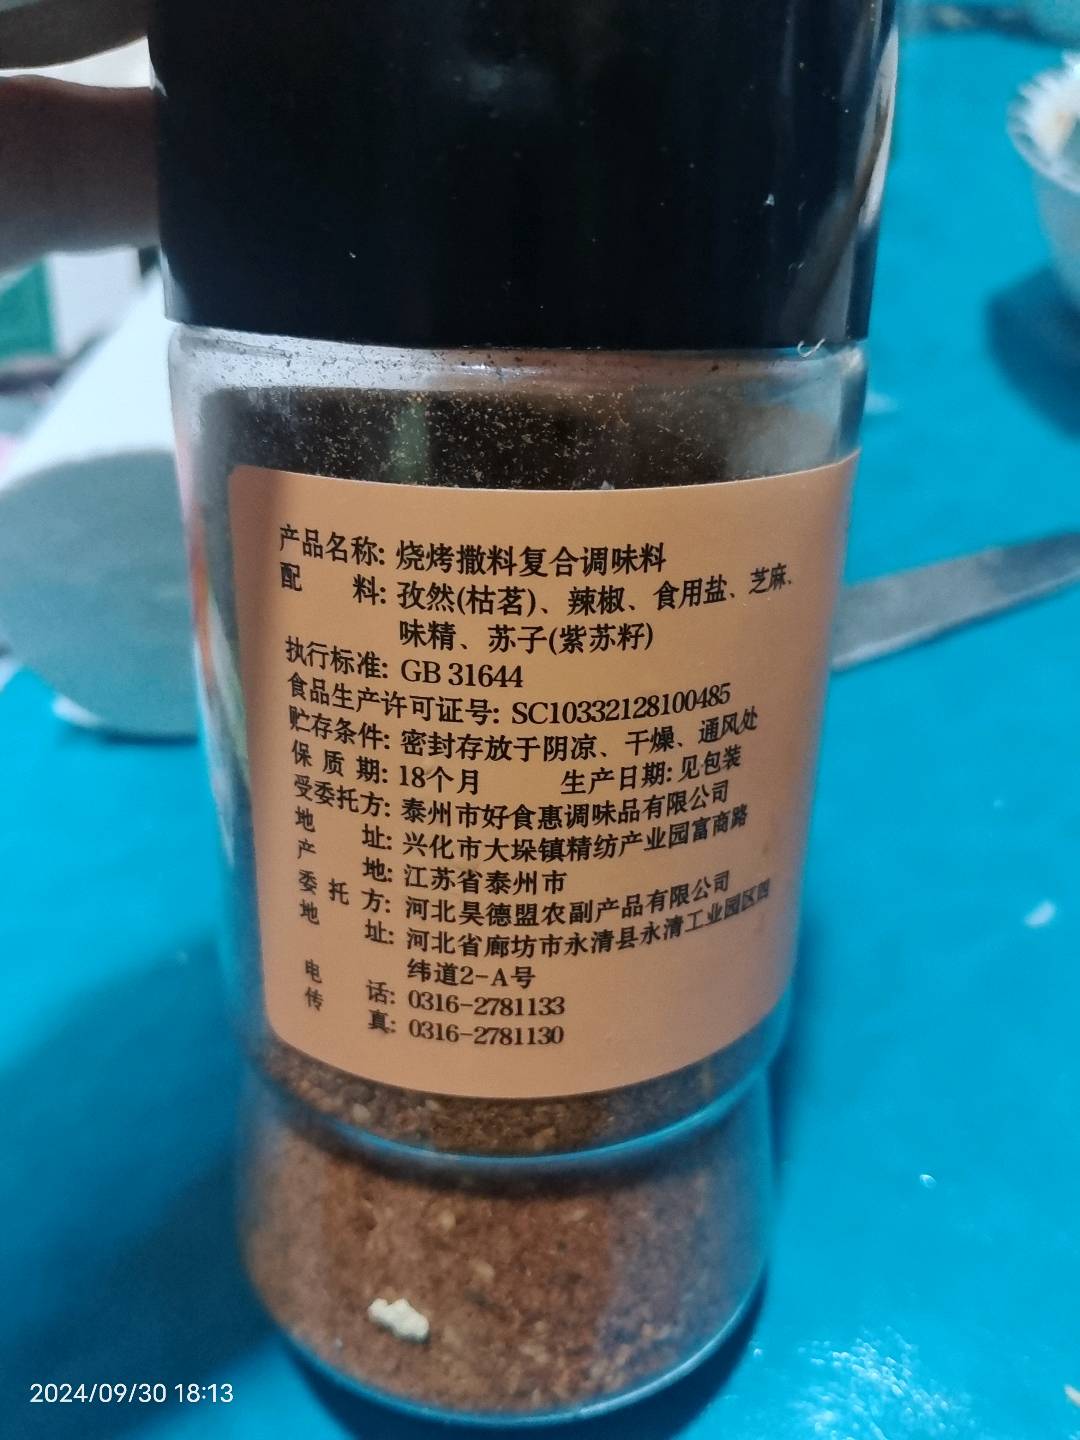 产品名称: 烧烤撒料复合调味料
配 料: 孜然(枯茗)、辣椒、食用盐、芝麻、
味精、苏子(紫苏籽)
执行标准: GB 31644
食品生产许可证号: SC10332128100485
贮存条件: 密封存放于阴凉、干燥、通风处
保 质 期: 18个月 生产日期: 见包装
受委托方: 泰州市好食惠调味品有限公司
地 址: 兴化市大垛镇精纺产业园富商路
产 地: 江苏省泰州市
委 托 方: 河北昊德盟农副产品有限公司
地 址: 河北省廊坊市永清县永清工业园区四
纬道2-A号
电 话: 0316-2781133
传 真: 0316-2781130
2024/09/30 18:13